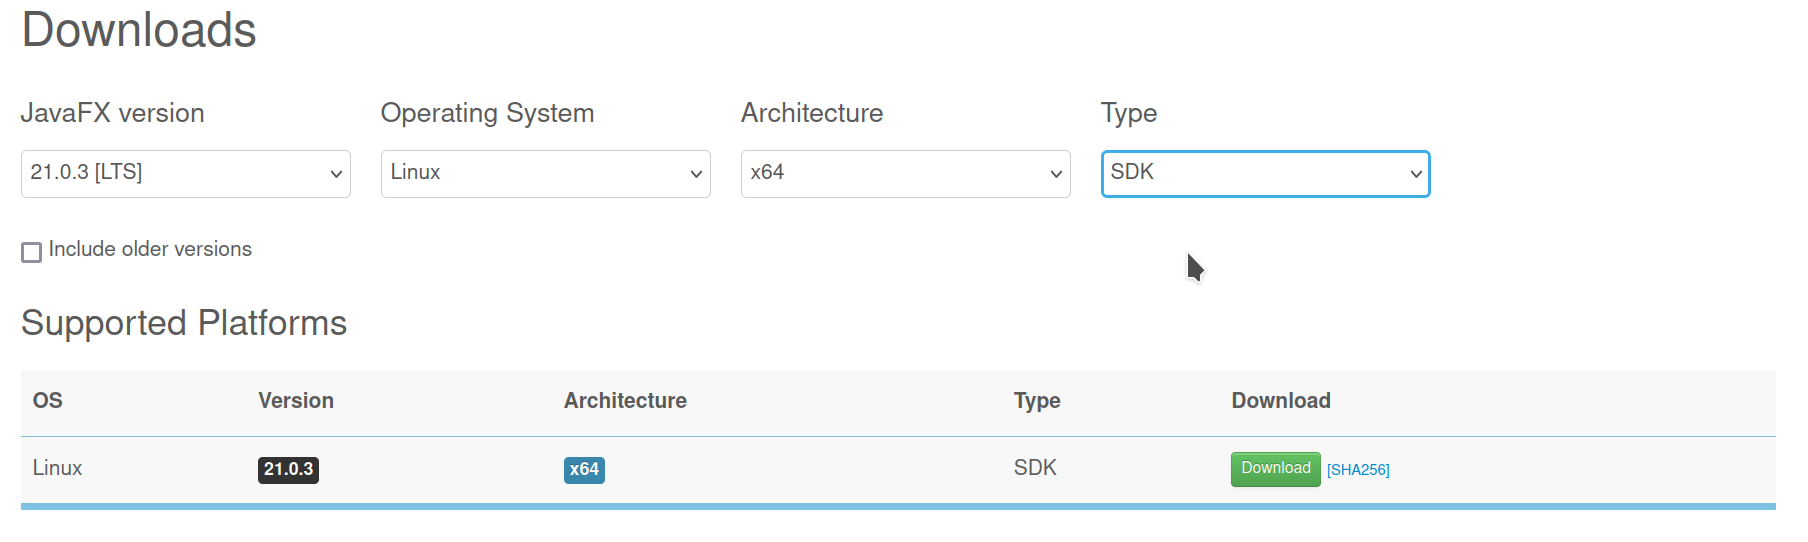 Downloads
JavaFX version Operating System Architecture Type
21.0.3 [LTS] Linux x64 SDK
Include older versions
Supported Platforms
OS Version Architecture Type Download
Linux 21.0.3 x64 SDK Download [SHA256]